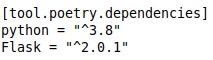 [tool.poetry.dependencies]
python = "^3.8"
Flask = "^2.0.1"